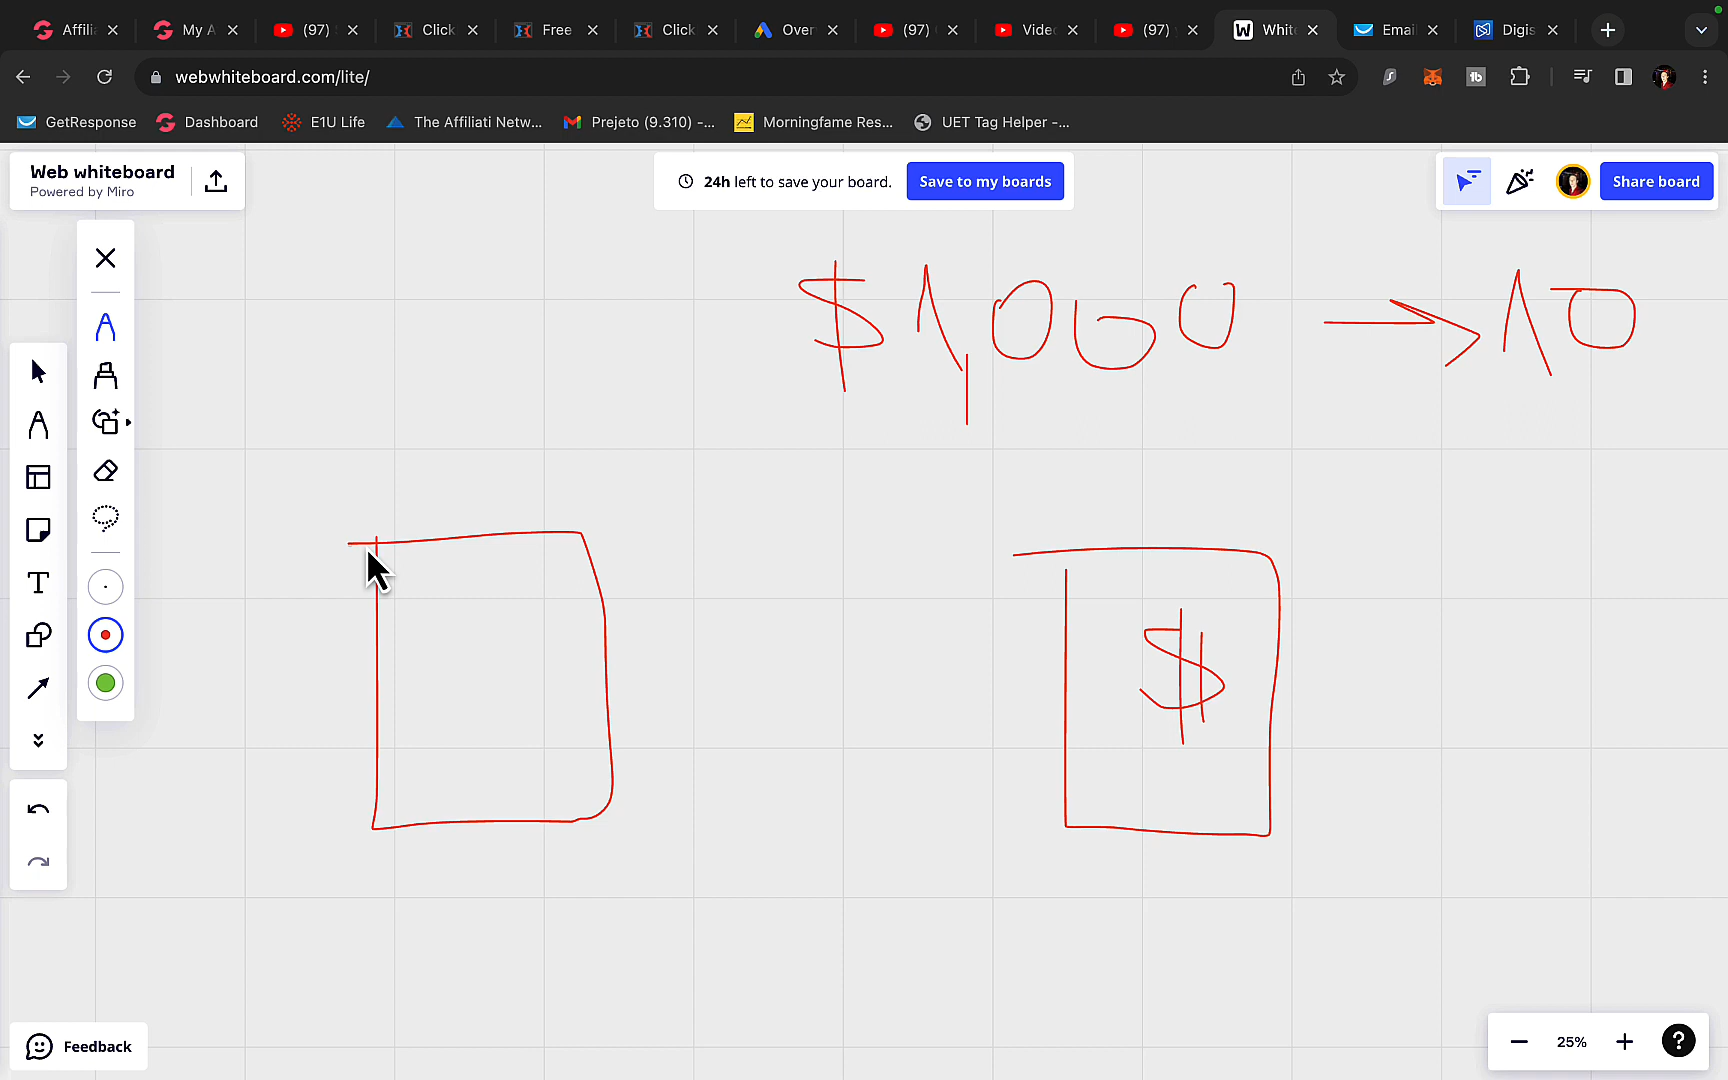 Affili
My A
(97)
Click
Free
Click
Over
(97)
Vide
(97)
White
Emai
Digis
webwhiteboard.com/lite/
GetResponse
Dashboard
E1U Life
The Affiliati Netw...
Prejeto (9.310) -...
Morningfame Res...
UET Tag Helper -...
Web whiteboard
Powered by Miro
24h left to save your board.
Save to my boards
Share board
$1,000 → 10
$
T
Feedback
25%